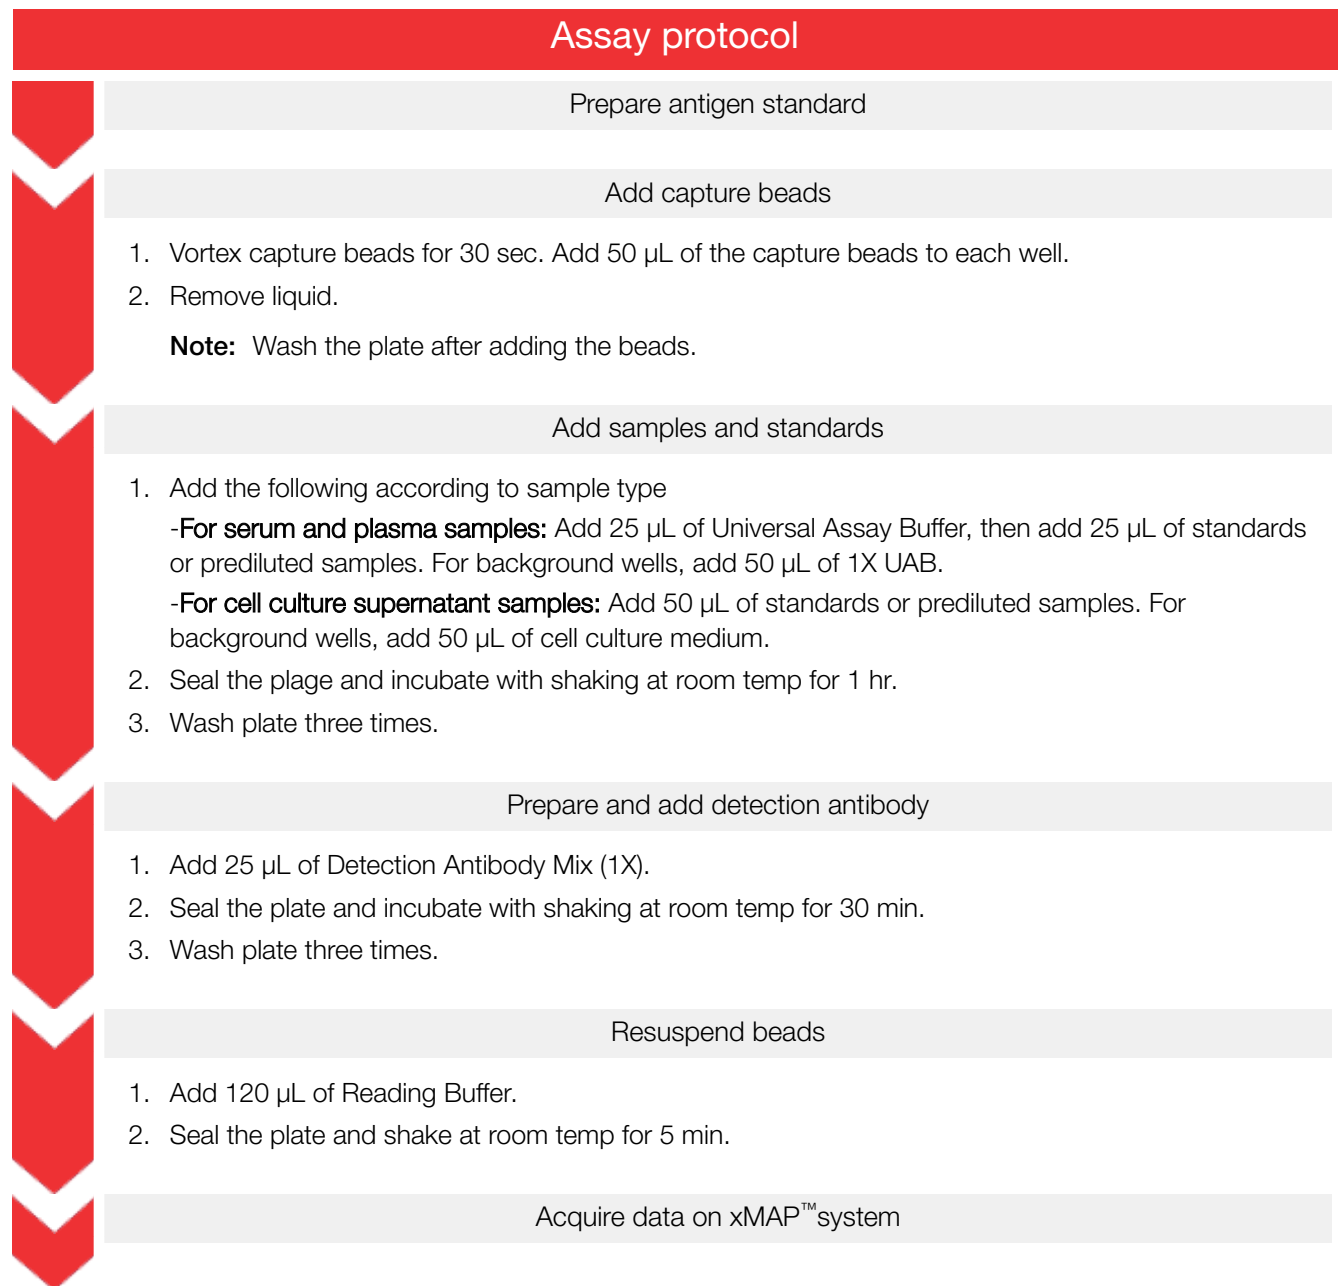 Assay protocol
Prepare antigen standard
Add capture beads
1. Vortex capture beads for 30 sec. Add 50 µL of the capture beads to each well.
2. Remove liquid.
Note: Wash the plate after adding the beads.
Add samples and standards
1. Add the following according to sample type
-For serum and plasma samples: Add 25 µL of Universal Assay Buffer, then add 25 µL of standards
or prediluted samples. For background wells, add 50 µL of 1X UAB.
-For cell culture supernatant samples: Add 50 µL of standards or prediluted samples. For
background wells, add 50 µL of cell culture medium.
2. Seal the plage and incubate with shaking at room temp for 1 hr.
3. Wash plate three times.
Prepare and add detection antibody
1. Add 25 µL of Detection Antibody Mix (1X).
2. Seal the plate and incubate with shaking at room temp for 30 min.
3. Wash plate three times.
Resuspend beads
1. Add 120 µL of Reading Buffer.
2. Seal the plate and shake at room temp for 5 min.
Acquire data on xMAP™system